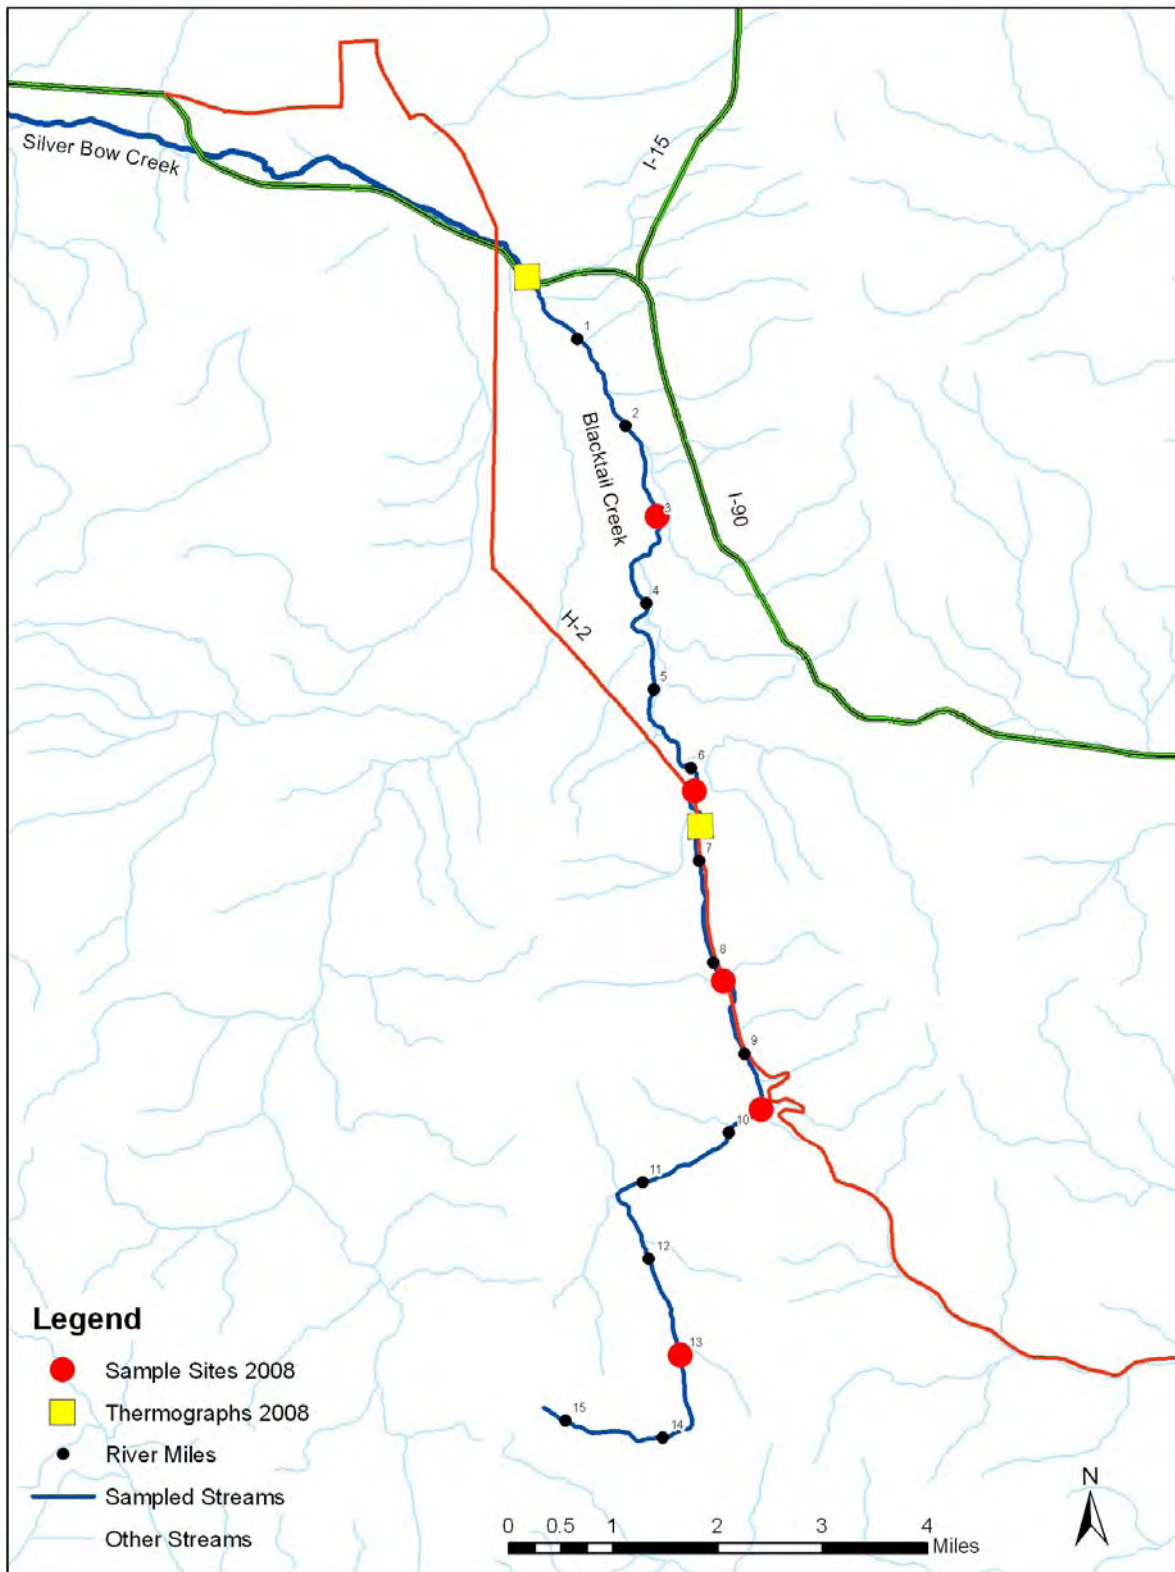 Silver Bow Creek
I-15
1
2
Blacktail Creek
3
I-90
4
H-2
5
6
7
8
9
10
11
12
13
14
15
Legend
Sample Sites 2008
Thermographs 2008
River Miles
Sampled Streams
Other Streams
N
0 0.5 1 2 3 4
Miles